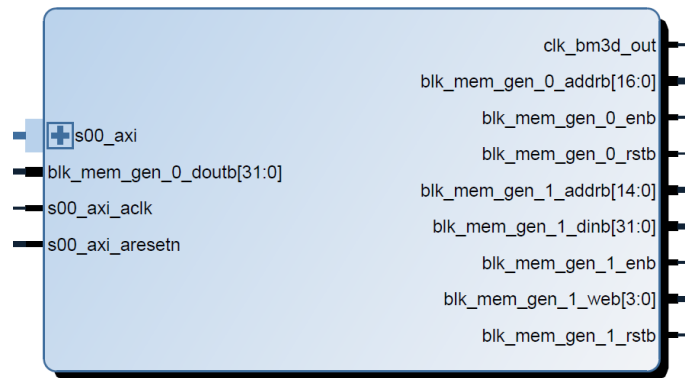 s00_axi
blk_mem_gen_0_doutb[31:0]
s00_axi_aclk
s00_axi_aresetn
clk_bm3d_out
blk_mem_gen_0_addrb[16:0]
blk_mem_gen_0_enb
blk_mem_gen_0_rstb
blk_mem_gen_1_addrb[14:0]
blk_mem_gen_1_dinb[31:0]
blk_mem_gen_1_enb
blk_mem_gen_1_web[3:0]
blk_mem_gen_1_rstb